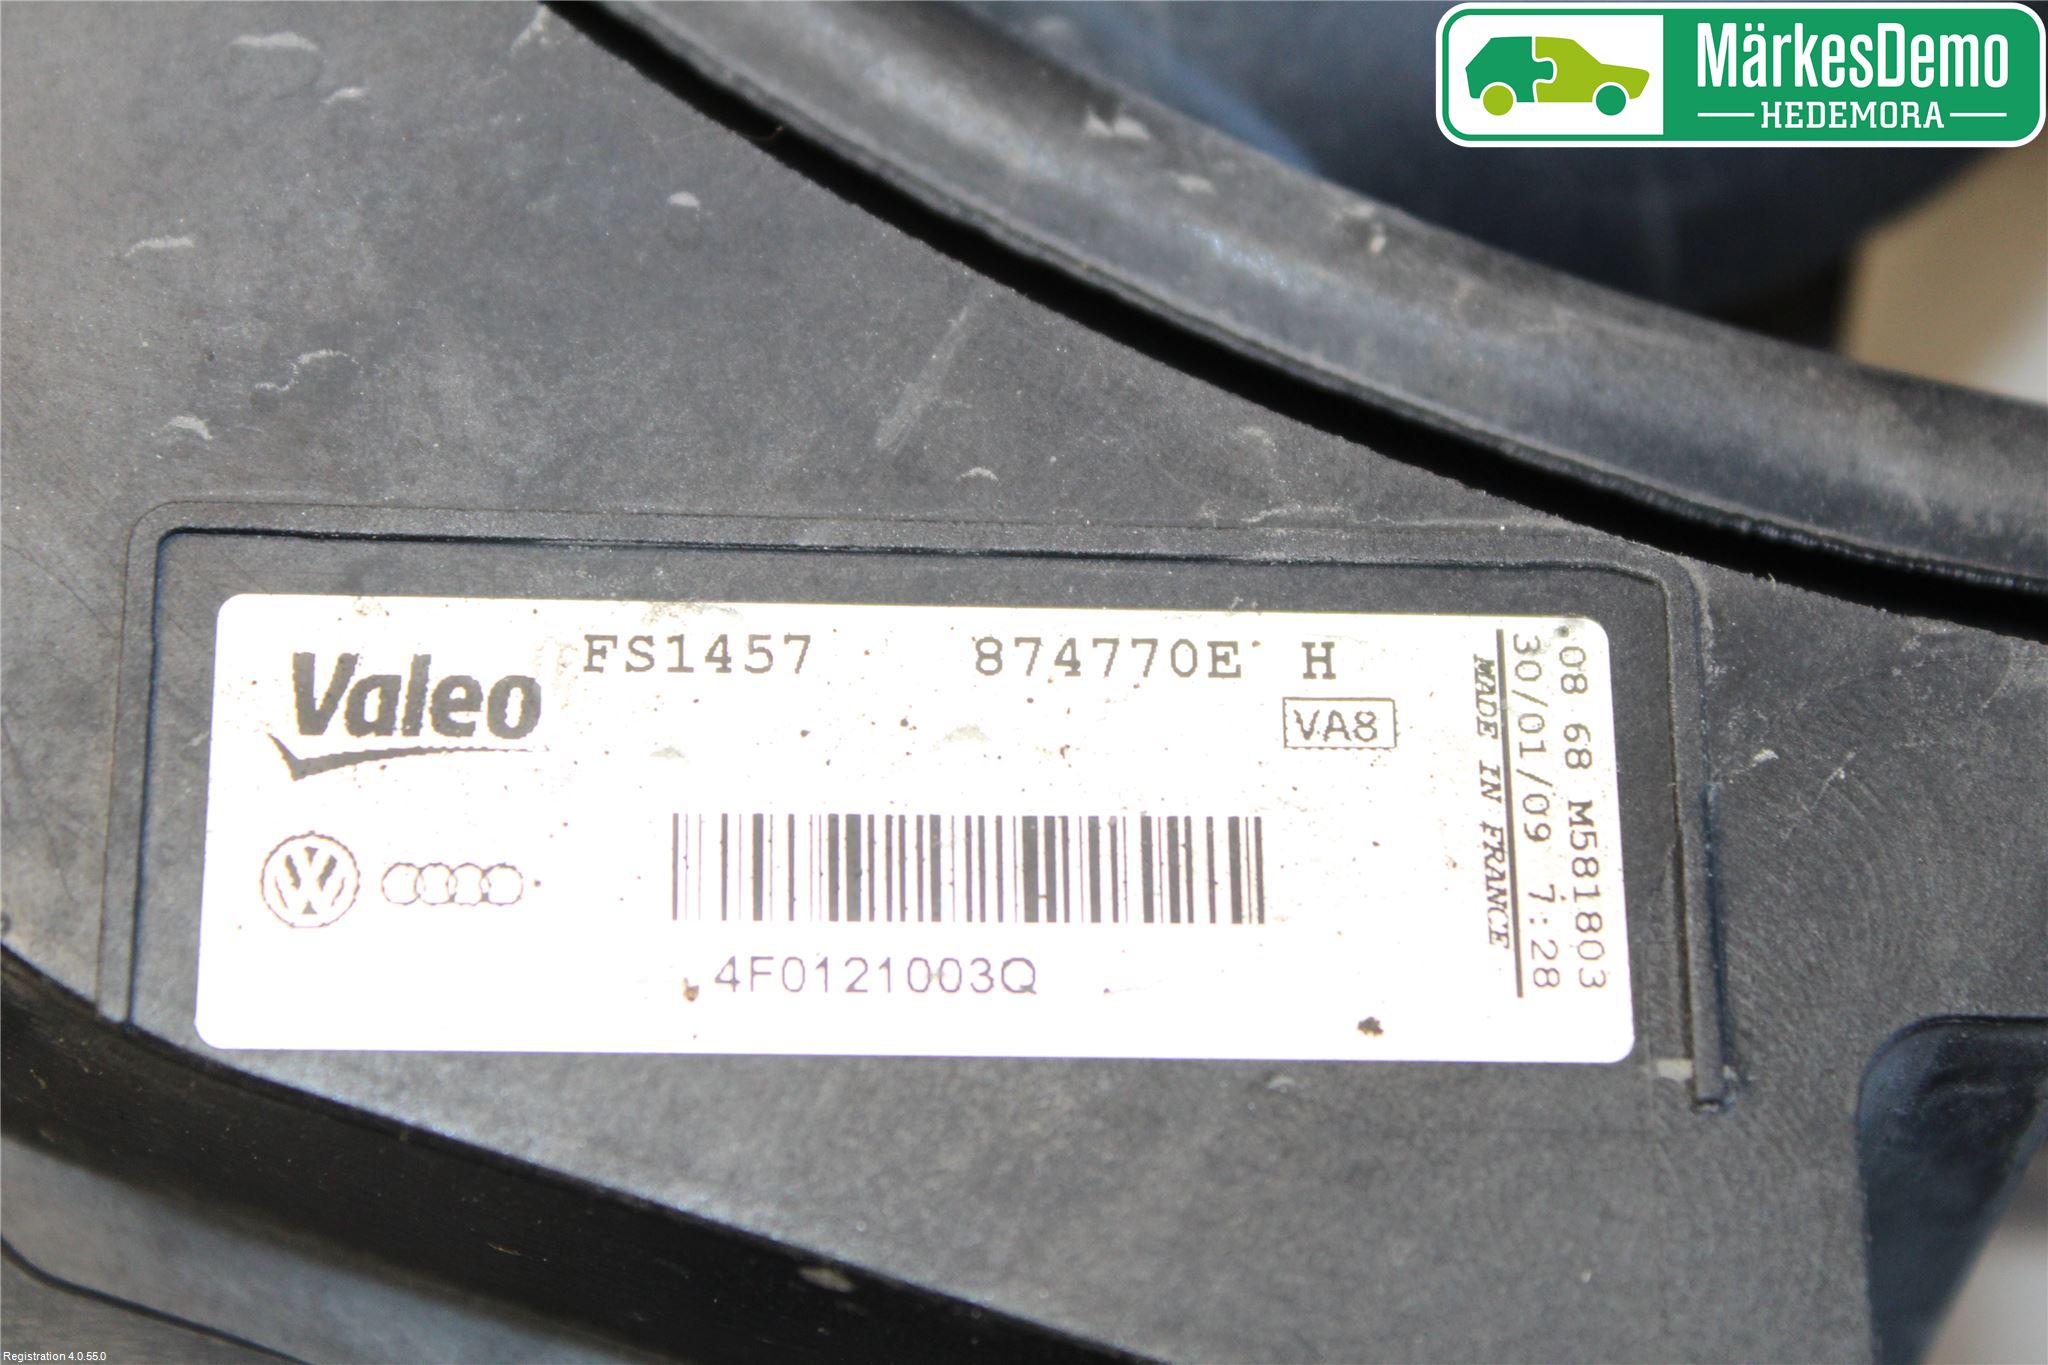 MärkesDemo
HEDEMORA
Valeo
FS1457 874770E H
VA8
4F0121003Q
08 68 M581803
30/01/09 7:28
MADE IN FRANCE
Registration 4.0.55.0